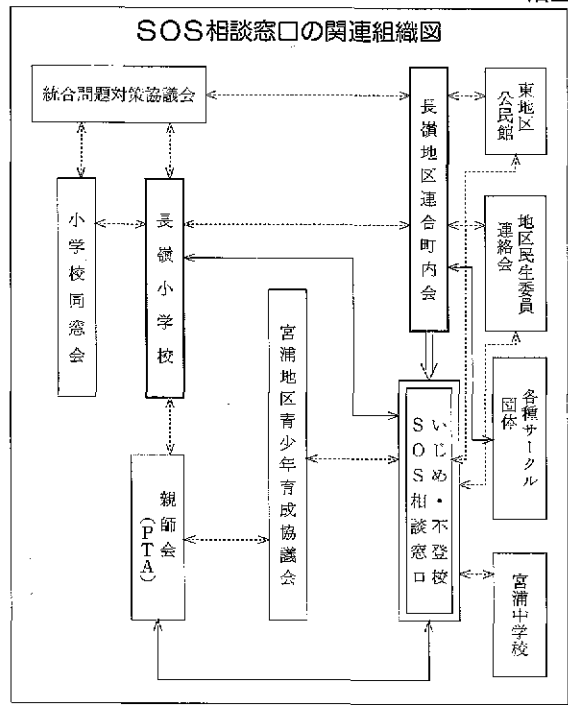 SOS相談窓口の関連組織図
統合問題対策協議会
長嶺地区連合町内会
東地区
公民館
小学校同窓会
長嶺小学校
地区民生委員
連絡会
宮浦地区青少年育成協議会
いじめ・不登校
SOS相談窓口
各種サークル
団体
親師会
(PTA)
宮浦中学校